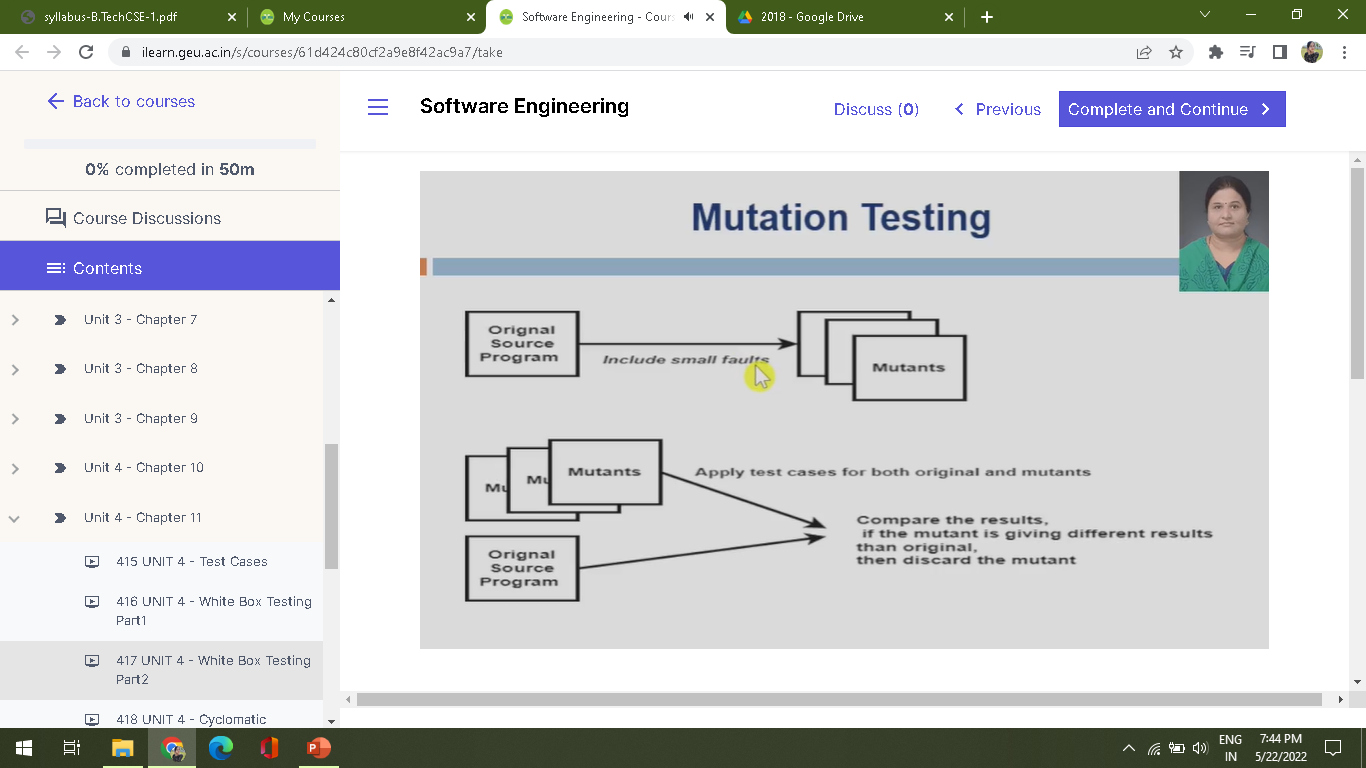 syllabus-B.TechCSE-1.pdf
My Courses
Software Engineering - Cour
2018 - Google Drive
ilearn.geu.ac.in/s/courses/61d424c80cf2a9e8f42ac9a7/take
Back to courses
0% completed in 50m
Course Discussions
Contents
Unit 3 - Chapter 7
Unit 3 - Chapter 8
Unit 3 - Chapter 9
Unit 4 - Chapter 10
Unit 4 - Chapter 11
415 UNIT 4 - Test Cases
416 UNIT 4 - White Box Testing
Part1
417 UNIT 4 - White Box Testing
Part2
418 UNIT 4 - Cyclomatic
Software Engineering
Discuss (0)
Previous
Complete and Continue
Mutation Testing
Orignal
Source
Program
Include small faults
Mutants
Mu
Mu
Mutants
Apply test cases for both original and mutants
Orignal
Source
Program
Compare the results,
if the mutant is giving different results
than original,
then discard the mutant
ENG
IN
7:44 PM
5/22/2022